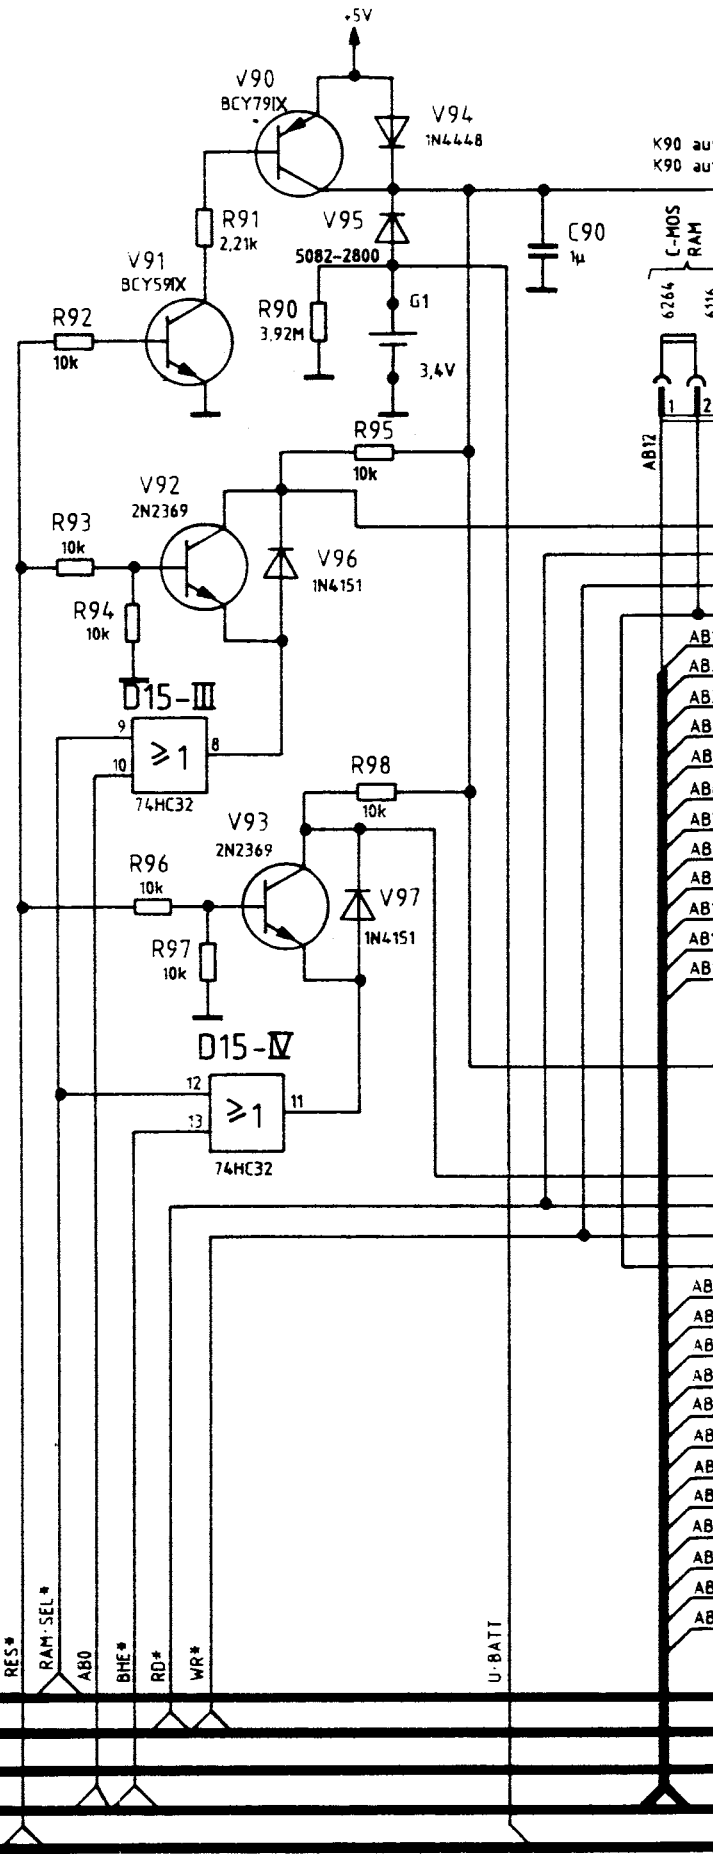 +5V
V90
BCY79IX
V94
1N4448
K90 au
K90 au
R91
2,21k
V95
C90
1µ
C-MOS
RAM
6264
6116
V91
BCY59IX
5082-2800
R92
10k
R90
3,92M
G1
3,4V
1
2
AB12
R95
10k
V92
2N2369
R93
10k
V96
1N4151
R94
10k
D15-III
9
10
8
≥1
74HC32
R98
10k
V93
2N2369
R96
10k
V97
1N4151
R97
10k
D15-IV
12
13
11
≥1
74HC32
RES*
RAM·SEL*
AB0
BHE*
RD*
WR*
U·BATT